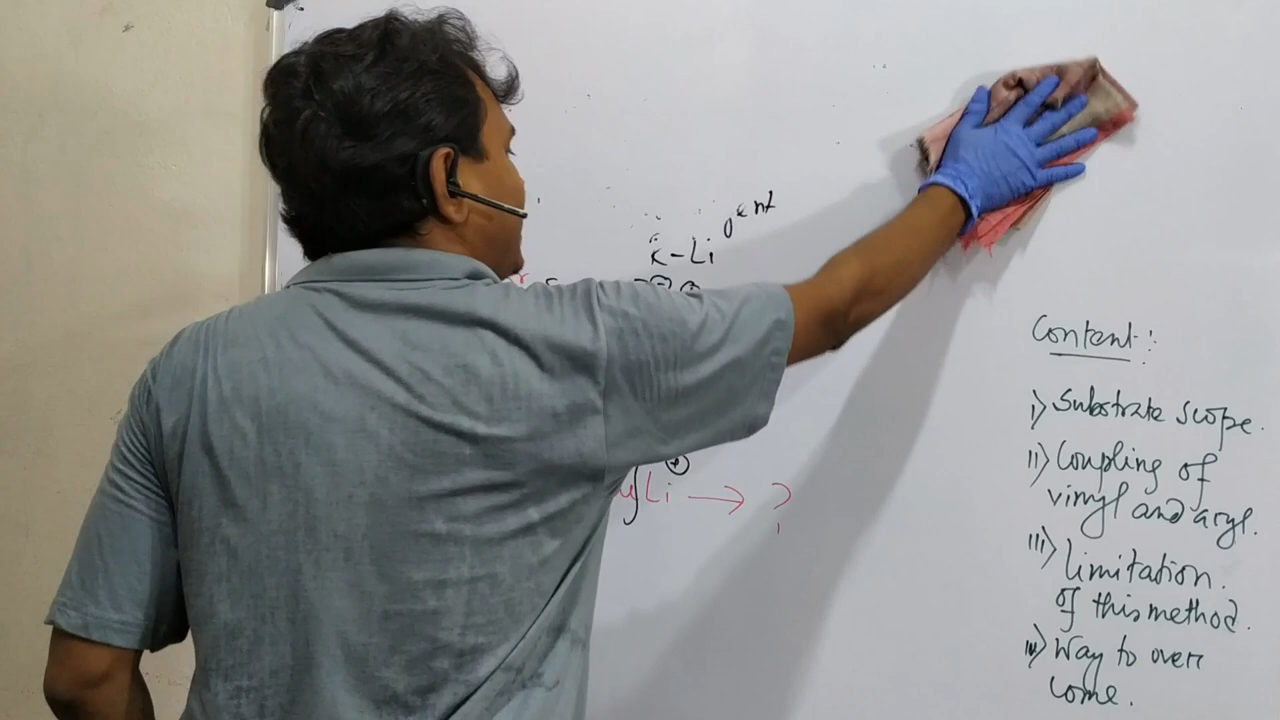 R-Li
Li → ?
Content:
i) Substrate scope.
ii) Coupling of
vinyl and aryl.
iii) Limitation.
of this method.
iv) Way to over
come.